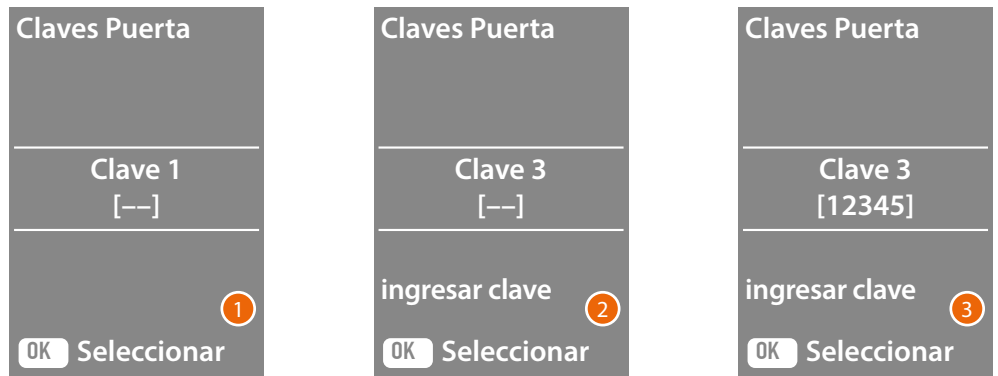 Claves Puerta
Clave 1
[––]
1
OK Seleccionar
Claves Puerta
Clave 3
[––]
ingresar clave
2
OK Seleccionar
Claves Puerta
Clave 3
[12345]
ingresar clave
3
OK Seleccionar